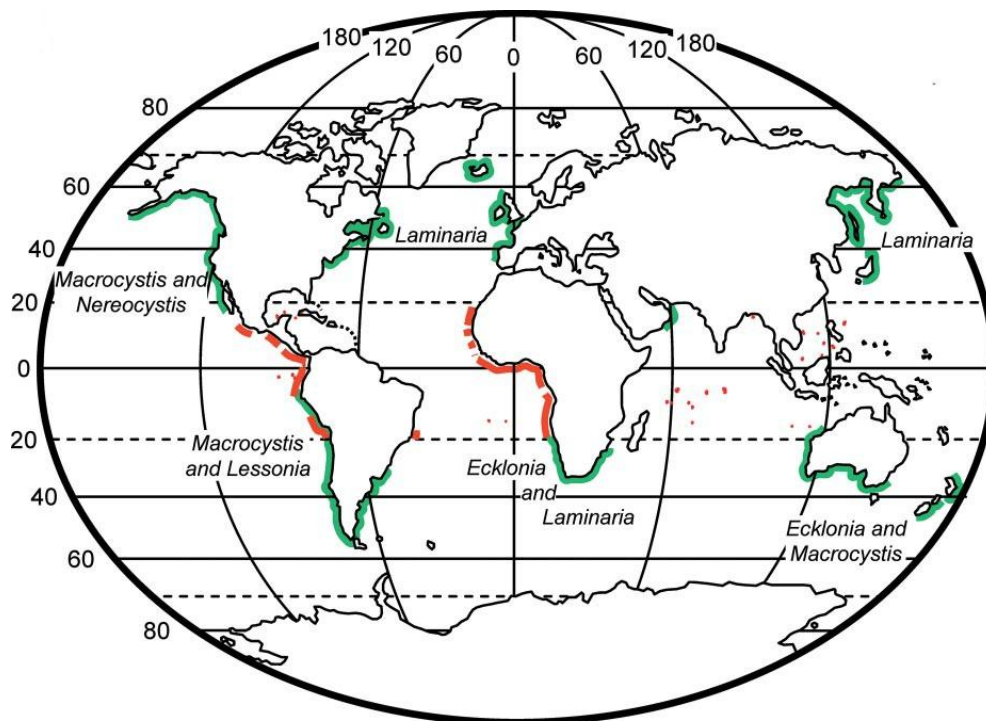 180
120
60
0
60
120
180
80
60
40
20
0
20
40
60
80
Laminaria
Laminaria
Macrocystis and
Nereocystis
Macrocystis
and Lessonia
Ecklonia
and
Laminaria
Ecklonia and
Macrocystis